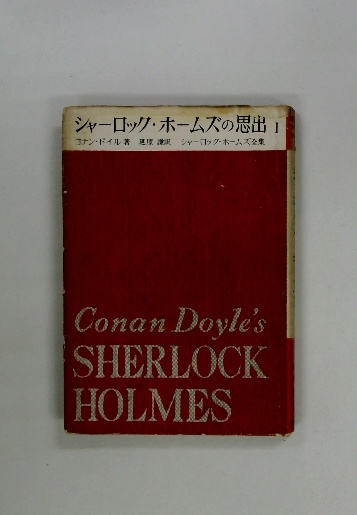 シャーロック・ホームズの思出 I
コナン・ドイル著 延原 謙訳 シャーロック・ホームズ全集
Conan Doyle's
SHERLOCK
HOLMES